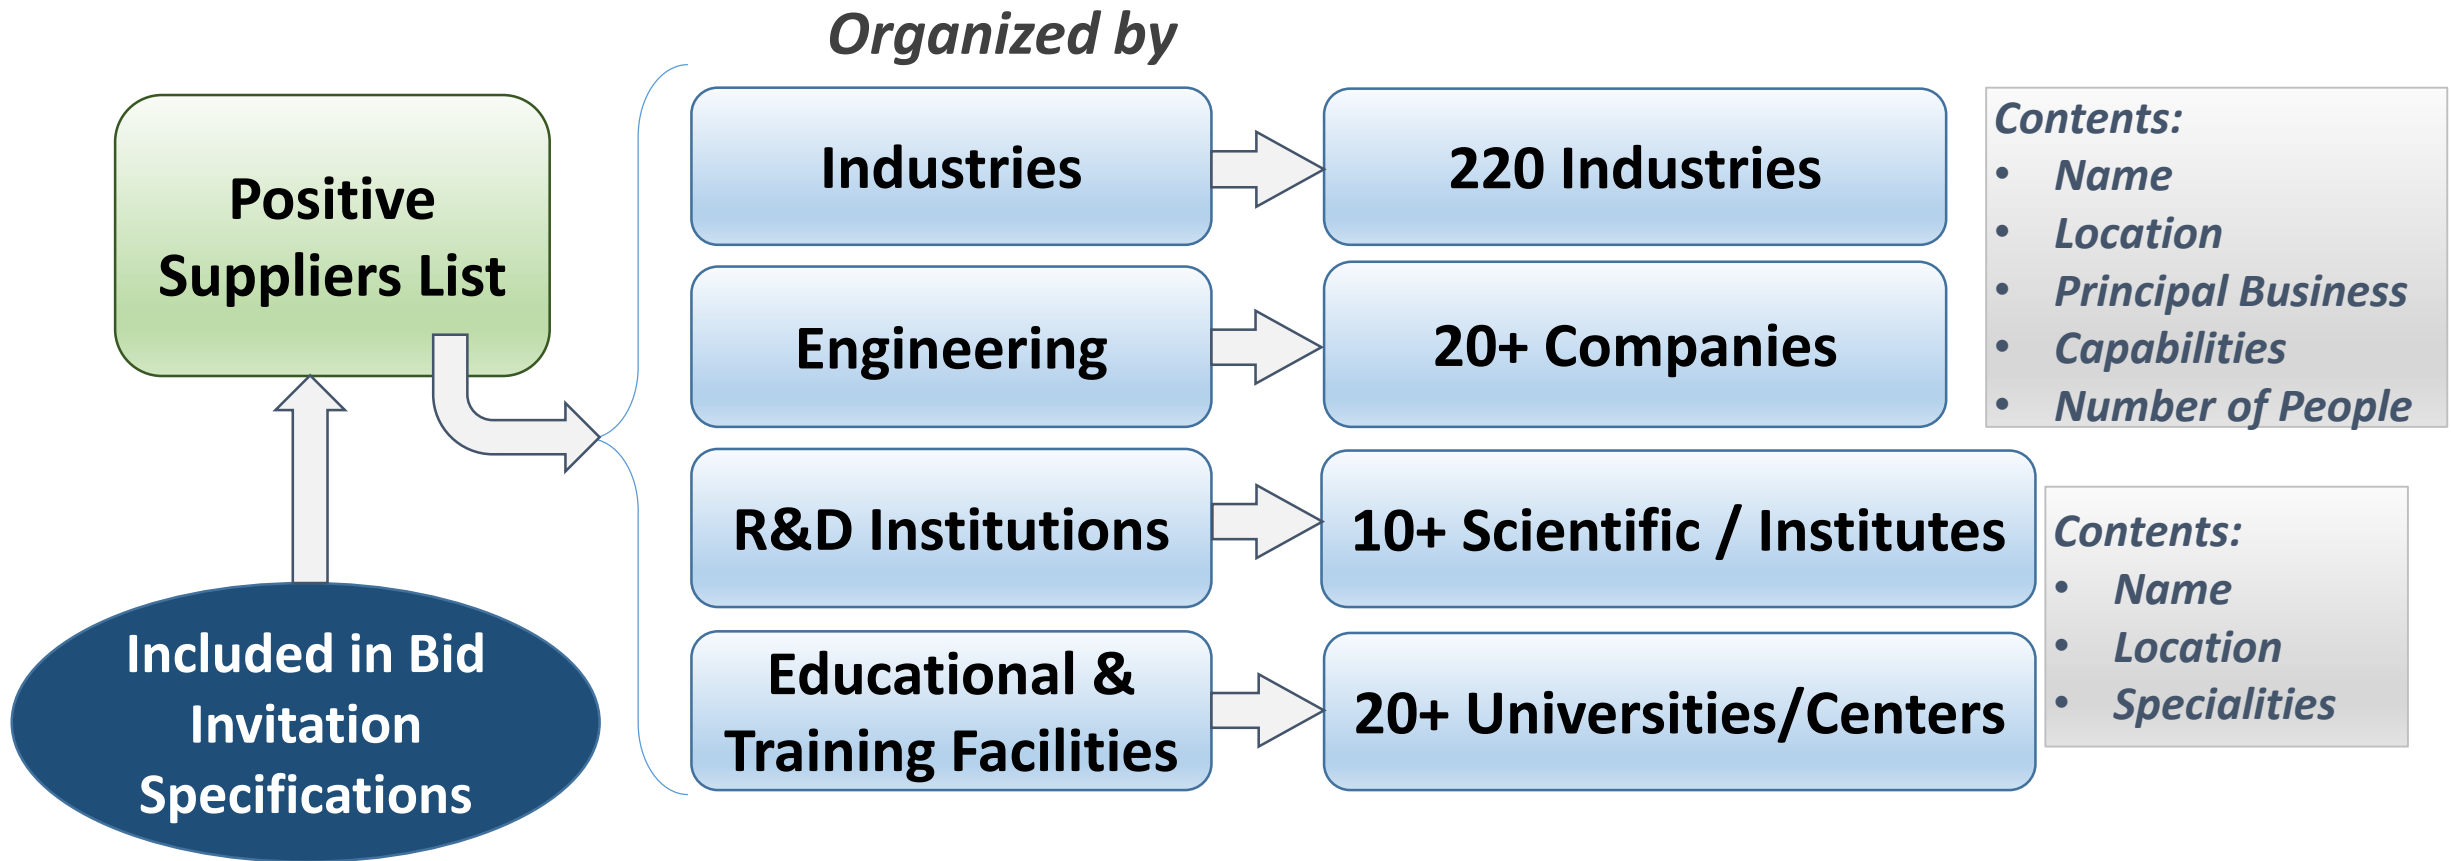 Organized by
Positive
Suppliers List
Included in Bid
Invitation
Specifications
Industries
220 Industries
Engineering
20+ Companies
R&D Institutions
10+ Scientific / Institutes
Educational &
Training Facilities
20+ Universities/Centers
Contents:
• Name
• Location
• Principal Business
• Capabilities
• Number of People
Contents:
• Name
• Location
• Specialities